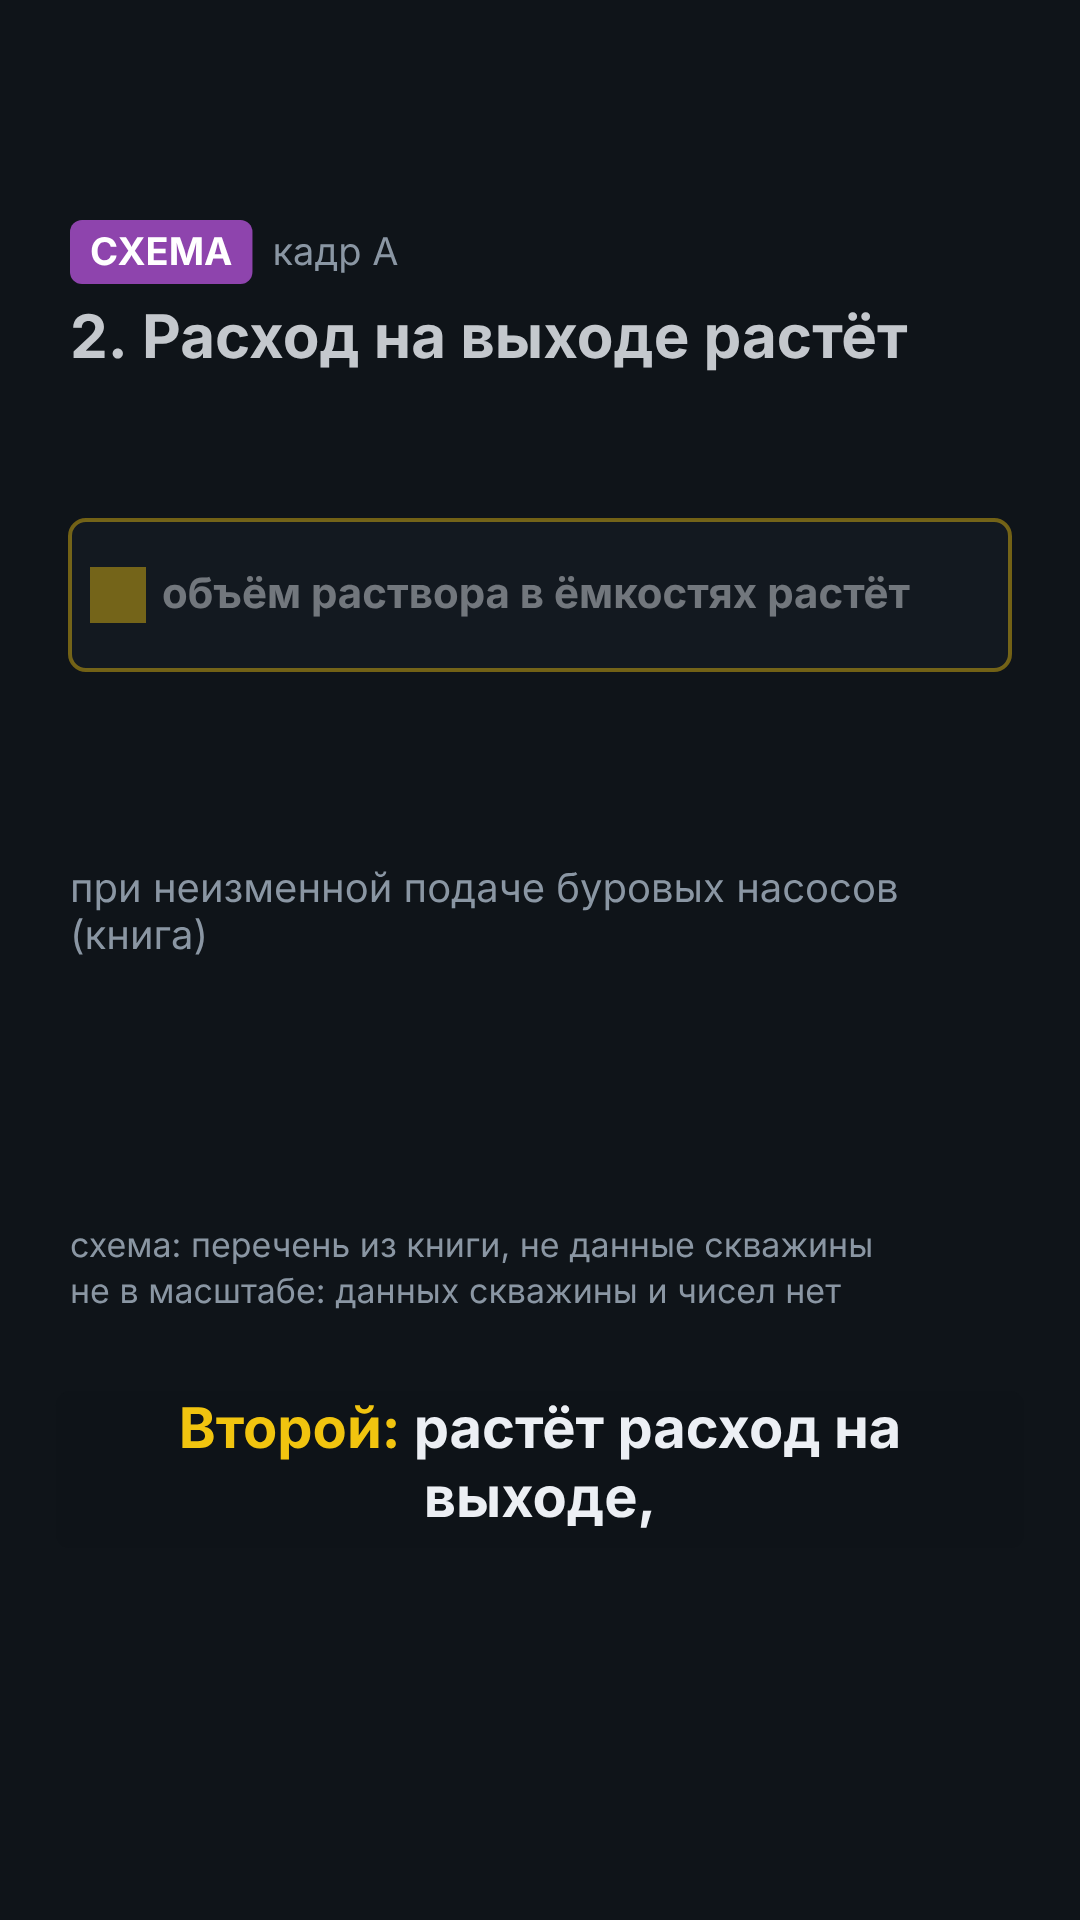 СХЕМА кадр А
2. Расход на выходе растёт
объём раствора в ёмкостях растёт
при неизменной подаче буровых насосов
(книга)
схема: перечень из книги, не данные скважины
не в масштабе: данных скважины и чисел нет
Второй: растёт расход на
выходе,